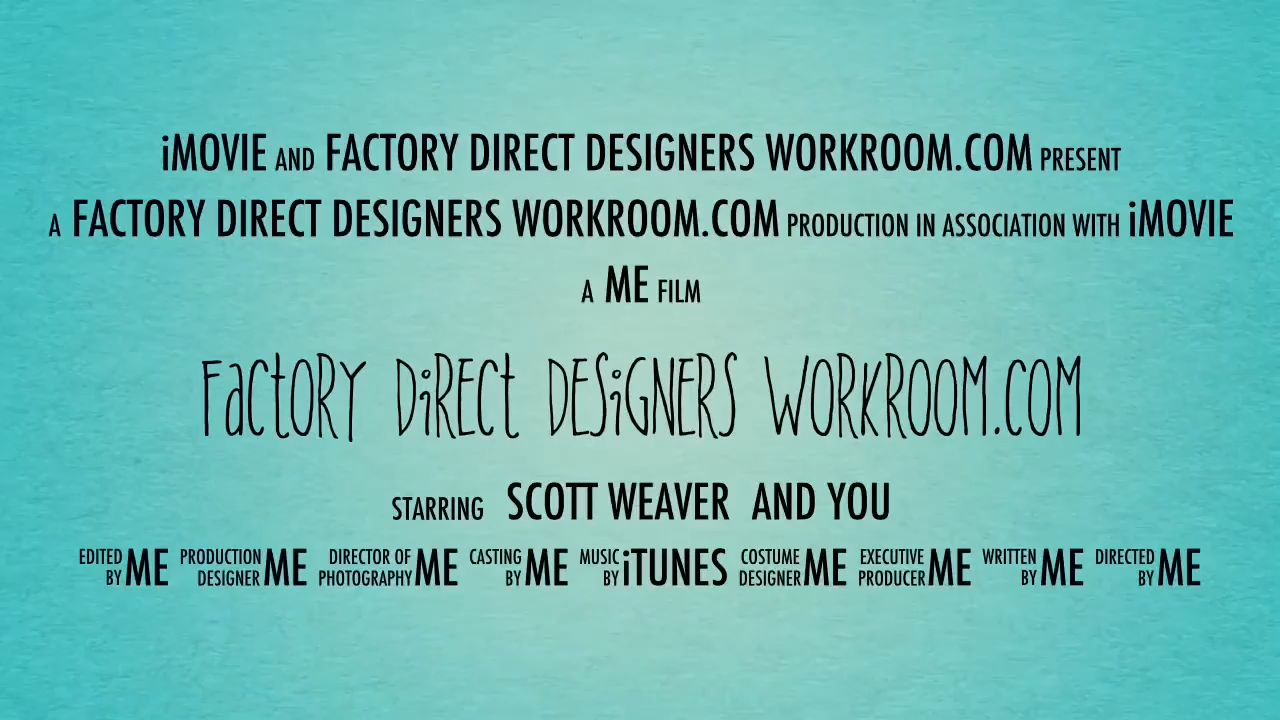 iMOVIE AND FACTORY DIRECT DESIGNERS WORKROOM.COM PRESENT
A FACTORY DIRECT DESIGNERS WORKROOM.COM PRODUCTION IN ASSOCIATION WITH iMOVIE
A ME FILM
FactoRY DiRECt DESiGNERS WORKROOM.COM
STARRING SCOTT WEAVER AND YOU
EDITED BY ME PRODUCTION DESIGNER ME DIRECTOR OF PHOTOGRAPHY ME CASTING BY ME MUSIC BY iTUNES COSTUME DESIGNER ME EXECUTIVE PRODUCER ME WRITTEN BY ME DIRECTED BY ME